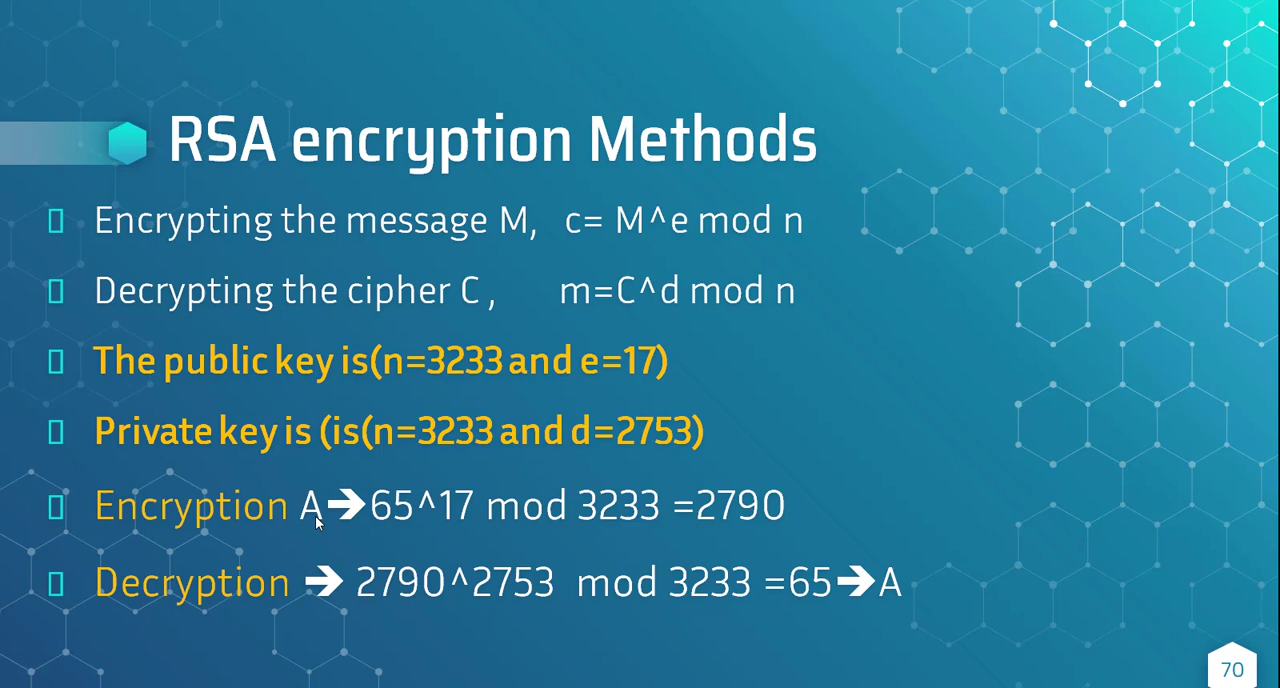 RSA encryption Methods
Encrypting the message M, c= M^e mod n
Decrypting the cipher C , m=C^d mod n
The public key is(n=3233 and e=17)
Private key is (is(n=3233 and d=2753)
Encryption A➔65^17 mod 3233 =2790
Decryption ➔ 2790^2753 mod 3233 =65➔A
70